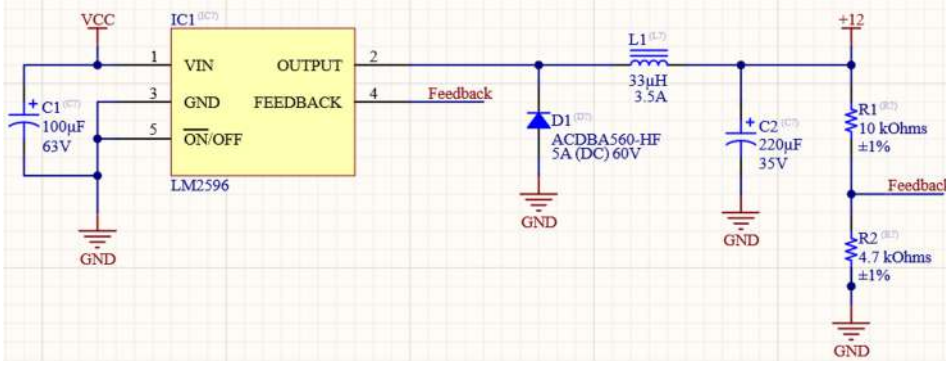 VCC
IC1 (IC?)
1 VIN OUTPUT 2
3 GND FEEDBACK 4 Feedback
5 ON/OFF
LM2596
C1 (C?)
100µF
63V
GND
D1 (D?)
ACDBA560-HF
5A (DC) 60V
GND
L1 (L?)
33µH
3.5A
C2 (C?)
220µF
35V
GND
+12
R1 (R?)
10 kOhms
±1%
Feedback
R2 (R?)
4.7 kOhms
±1%
GND